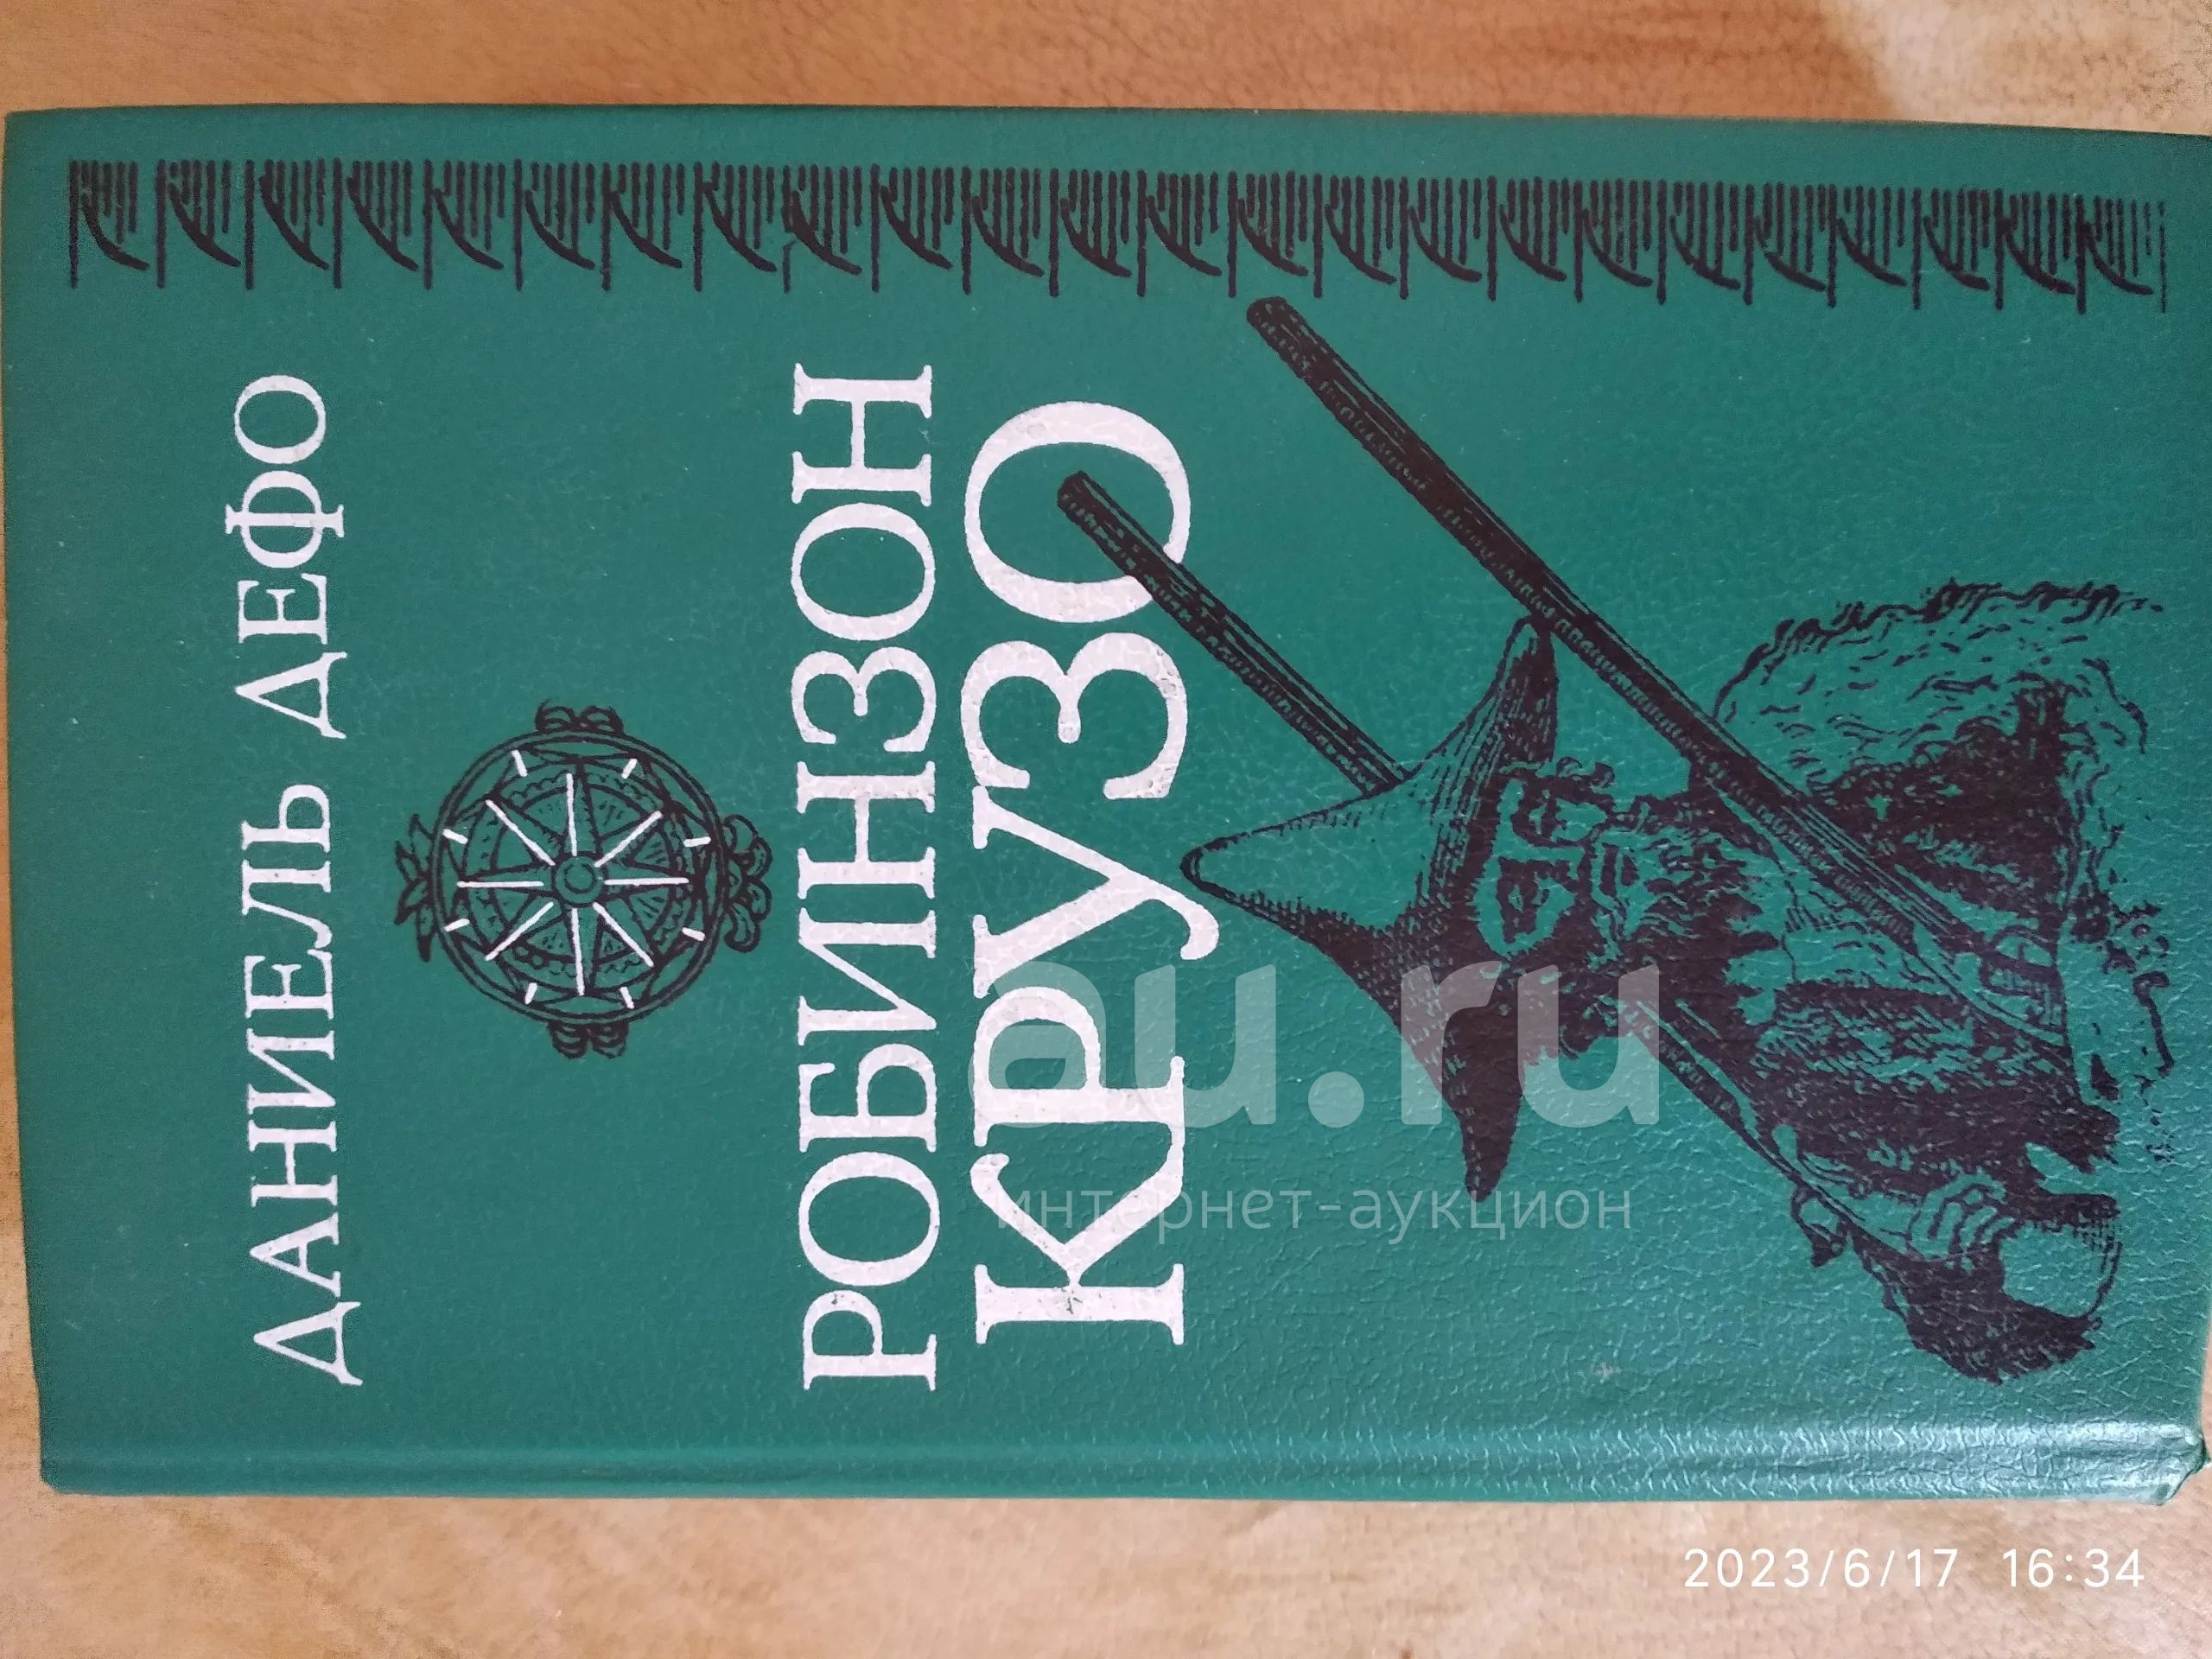 ДАНИЕЛЬ ДЕФО
РОБИНЗОН
КРУЗО
au.ru
интернет-аукцион
2023/6/17 16:34